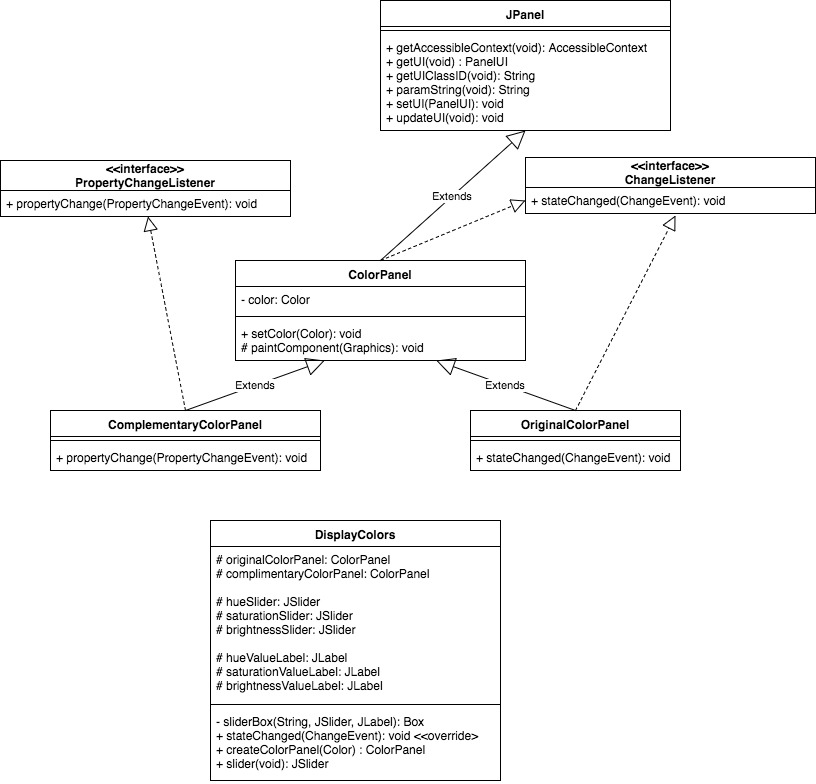 JPanel
+ getAccessibleContext(void): AccessibleContext
+ getUI(void) : PanelUI
+ getUIClassID(void): String
+ paramString(void): String
+ setUI(PanelUI): void
+ updateUI(void): void
<<interface>>
PropertyChangeListener
+ propertyChange(PropertyChangeEvent): void
<<interface>>
ChangeListener
+ stateChanged(ChangeEvent): void
Extends
ColorPanel
- color: Color
+ setColor(Color): void
# paintComponent(Graphics): void
Extends
Extends
ComplementaryColorPanel
+ propertyChange(PropertyChangeEvent): void
OriginalColorPanel
+ stateChanged(ChangeEvent): void
DisplayColors
# originalColorPanel: ColorPanel
# complimentaryColorPanel: ColorPanel
# hueSlider: JSlider
# saturationSlider: JSlider
# brightnessSlider: JSlider
# hueValueLabel: JLabel
# saturationValueLabel: JLabel
# brightnessValueLabel: JLabel
- sliderBox(String, JSlider, JLabel): Box
+ stateChanged(ChangeEvent): void <<override>
+ createColorPanel(Color) : ColorPanel
+ slider(void): JSlider